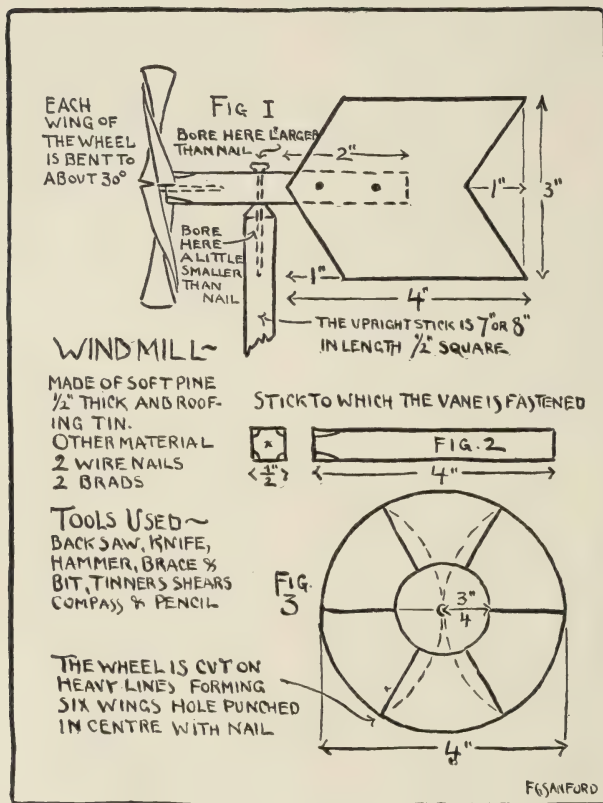 EACH
WING OF
THE WHEEL
IS BENT TO
ABOUT 30°
FIG I
BORE HERE LARGER
THAN NAIL
2"
1"
3"
BORE
HERE
A LITTLE
SMALLER
THAN
NAIL
1"
4"
THE UPRIGHT STICK IS 7" OR 8"
IN LENGTH 1/2" SQUARE
WINDMILL~
MADE OF SOFT PINE
1/2" THICK AND ROOF-
ING TIN.
OTHER MATERIAL
2 WIRE NAILS
2 BRADS
STICK TO WHICH THE VANE IS FASTENED
FIG. 2
1/2"
4"
TOOLS USED~
BACK SAW, KNIFE,
HAMMER, BRACE &
BIT, TINNERS SHEARS
COMPASS & PENCIL
FIG.
3
3/4"
THE WHEEL IS CUT ON
HEAVY LINES FORMING
SIX WINGS HOLE PUNCHED
IN CENTRE WITH NAIL
4"
FGSANFORD